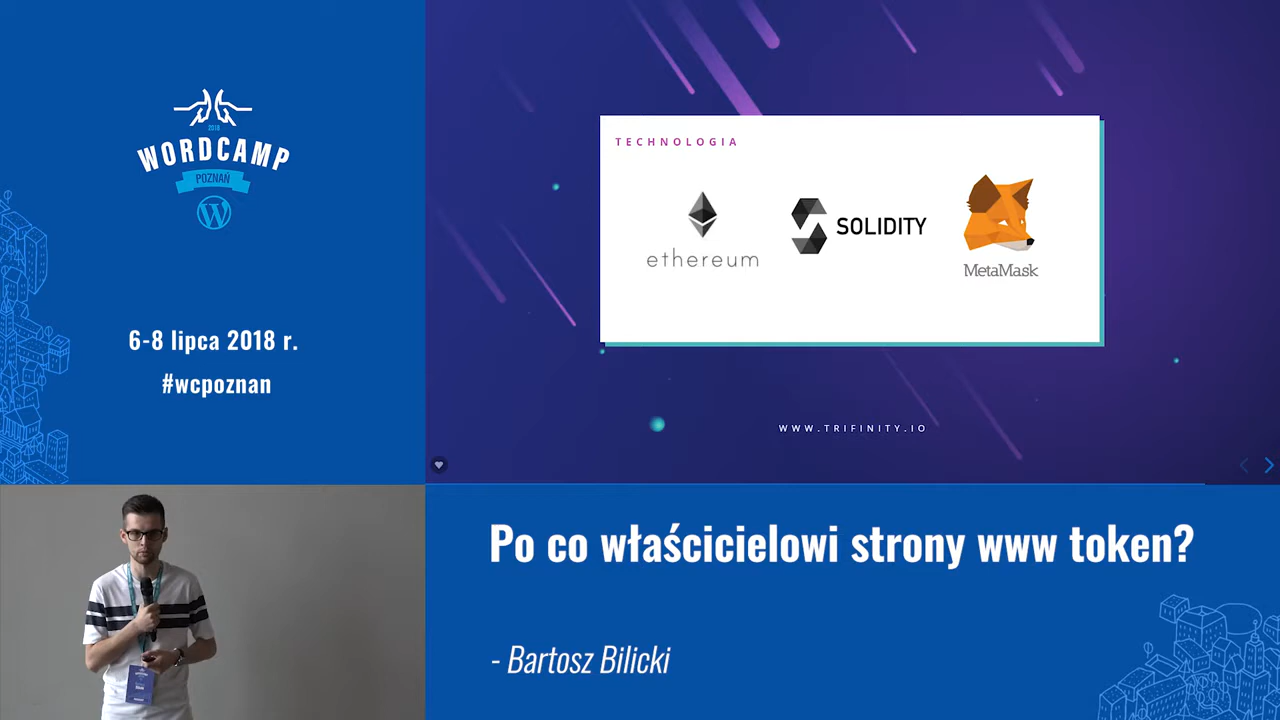 2018
WORDCAMP
POZNAŃ
6-8 lipca 2018 r.
#wcpoznan
TECHNOLOGIA
ethereum
SOLIDITY
MetaMask
WWW.TRIFINITY.IO
Po co właścicielowi strony www token?
- Bartosz Bilicki